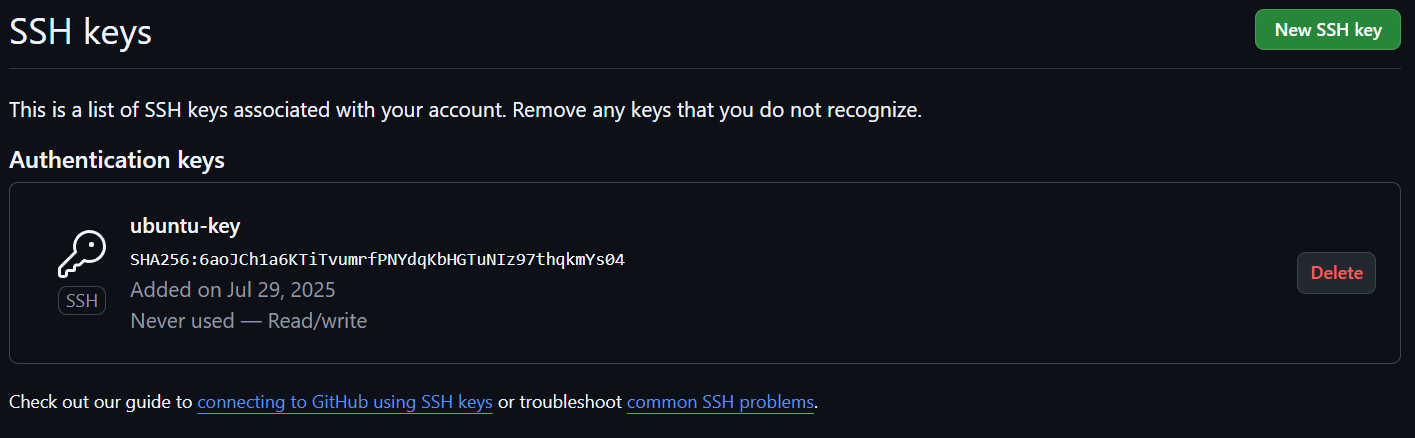 SSH keys
New SSH key
This is a list of SSH keys associated with your account. Remove any keys that you do not recognize.
Authentication keys
ubuntu-key
SHA256:6aoJCh1a6KTiTvumrfPNYdqKbHGTuNIz97thqkmYs04
SSH
Added on Jul 29, 2025
Never used — Read/write
Delete
Check out our guide to connecting to GitHub using SSH keys or troubleshoot common SSH problems.